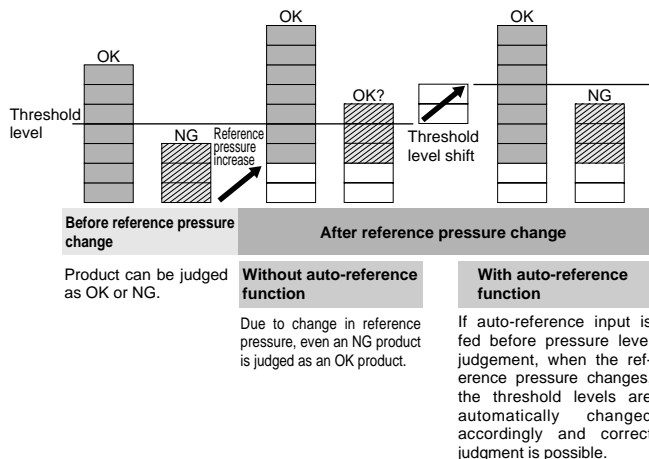 OK
OK
OK
OK?
NG
Threshold
level
NG
Reference
pressure
increase
Threshold
level shift
Before reference pressure
change
After reference pressure change
Product can be judged
as OK or NG.
Without auto-reference
function
Due to change in reference
pressure, even an NG product
is judged as an OK product.
With auto-reference
function
If auto-reference input is
fed before pressure level
judgement, when the ref-
erence pressure changes,
the threshold levels are
automatically changed
accordingly and correct
judgment is possible.